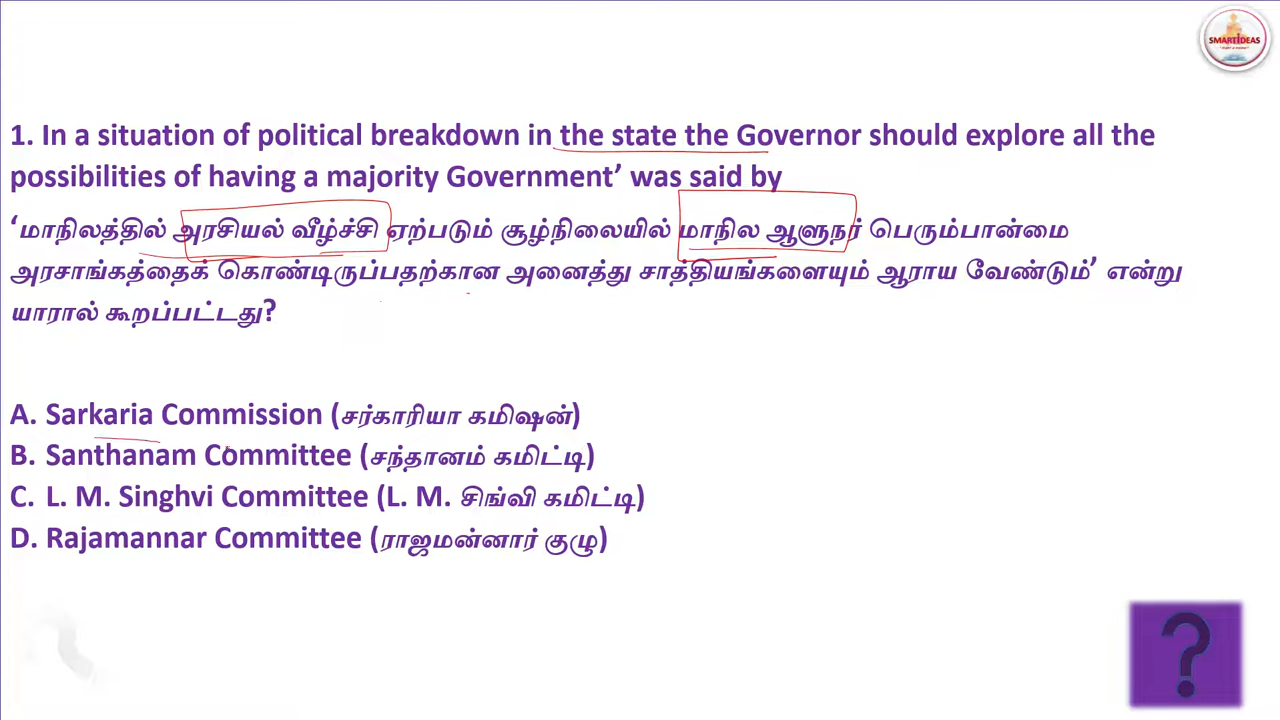 SMARTIDEAS
1. In a situation of political breakdown in the state the Governor should explore all the
possibilities of having a majority Government’ was said by
‘மாநிலத்தில் அரசியல் வீழ்ச்சி ஏற்படும் சூழ்நிலையில் மாநில ஆளுநர் பெரும்பான்மை
அரசாங்கத்தைக் கொண்டிருப்பதற்கான அனைத்து சாத்தியங்களையும் ஆராய வேண்டும்’ என்று
யாரால் கூறப்பட்டது?
A. Sarkaria Commission (சர்காரியா கமிஷன்)
B. Santhanam Committee (சந்தானம் கமிட்டி)
C. L. M. Singhvi Committee (L. M. சிங்வி கமிட்டி)
D. Rajamannar Committee (ராஜமன்னார் குழு)
?